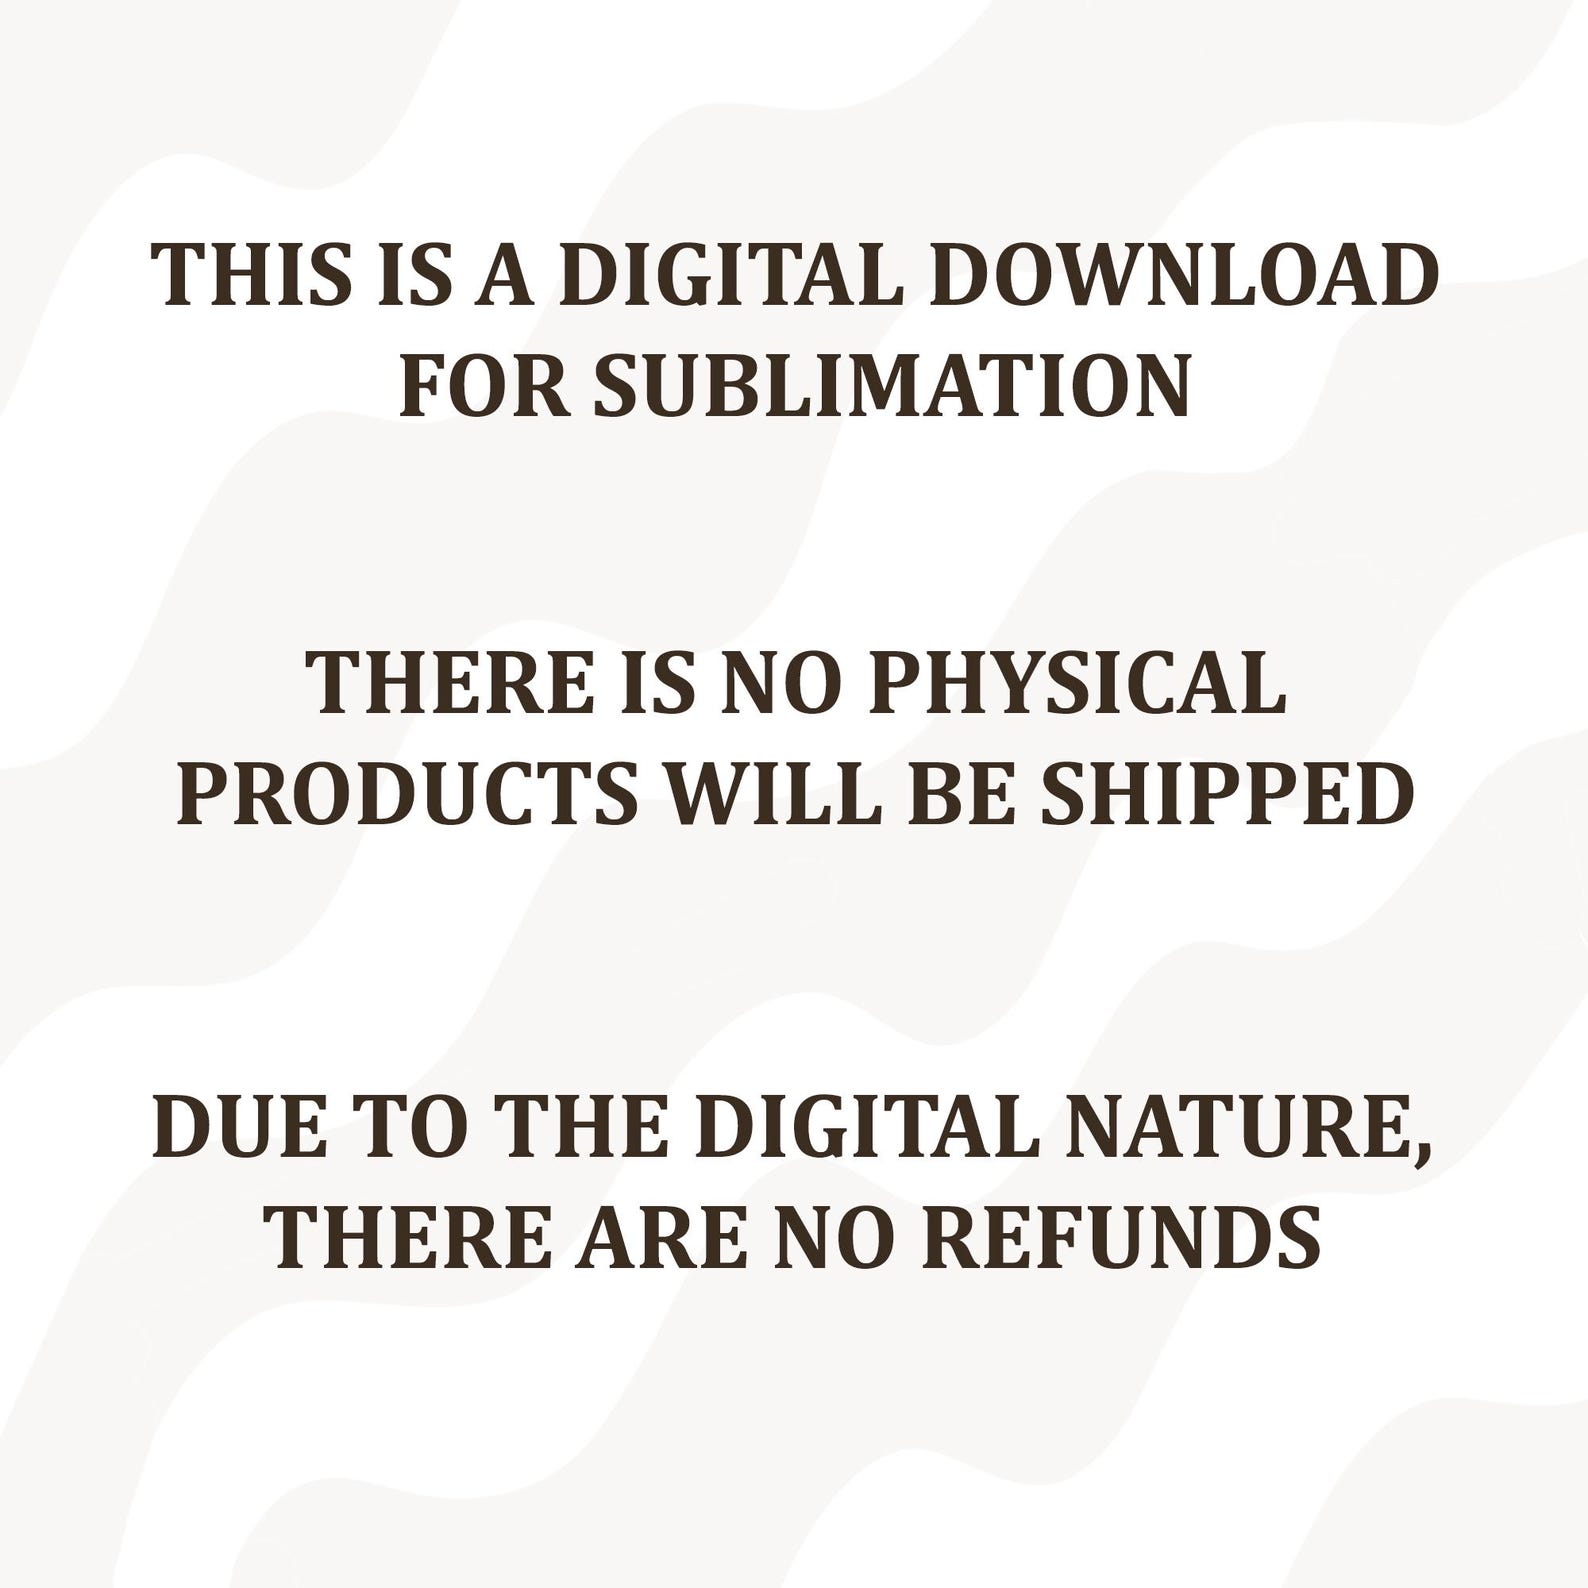 THIS IS A DIGITAL DOWNLOAD
FOR SUBLIMATION
THERE IS NO PHYSICAL
PRODUCTS WILL BE SHIPPED
DUE TO THE DIGITAL NATURE,
THERE ARE NO REFUNDS